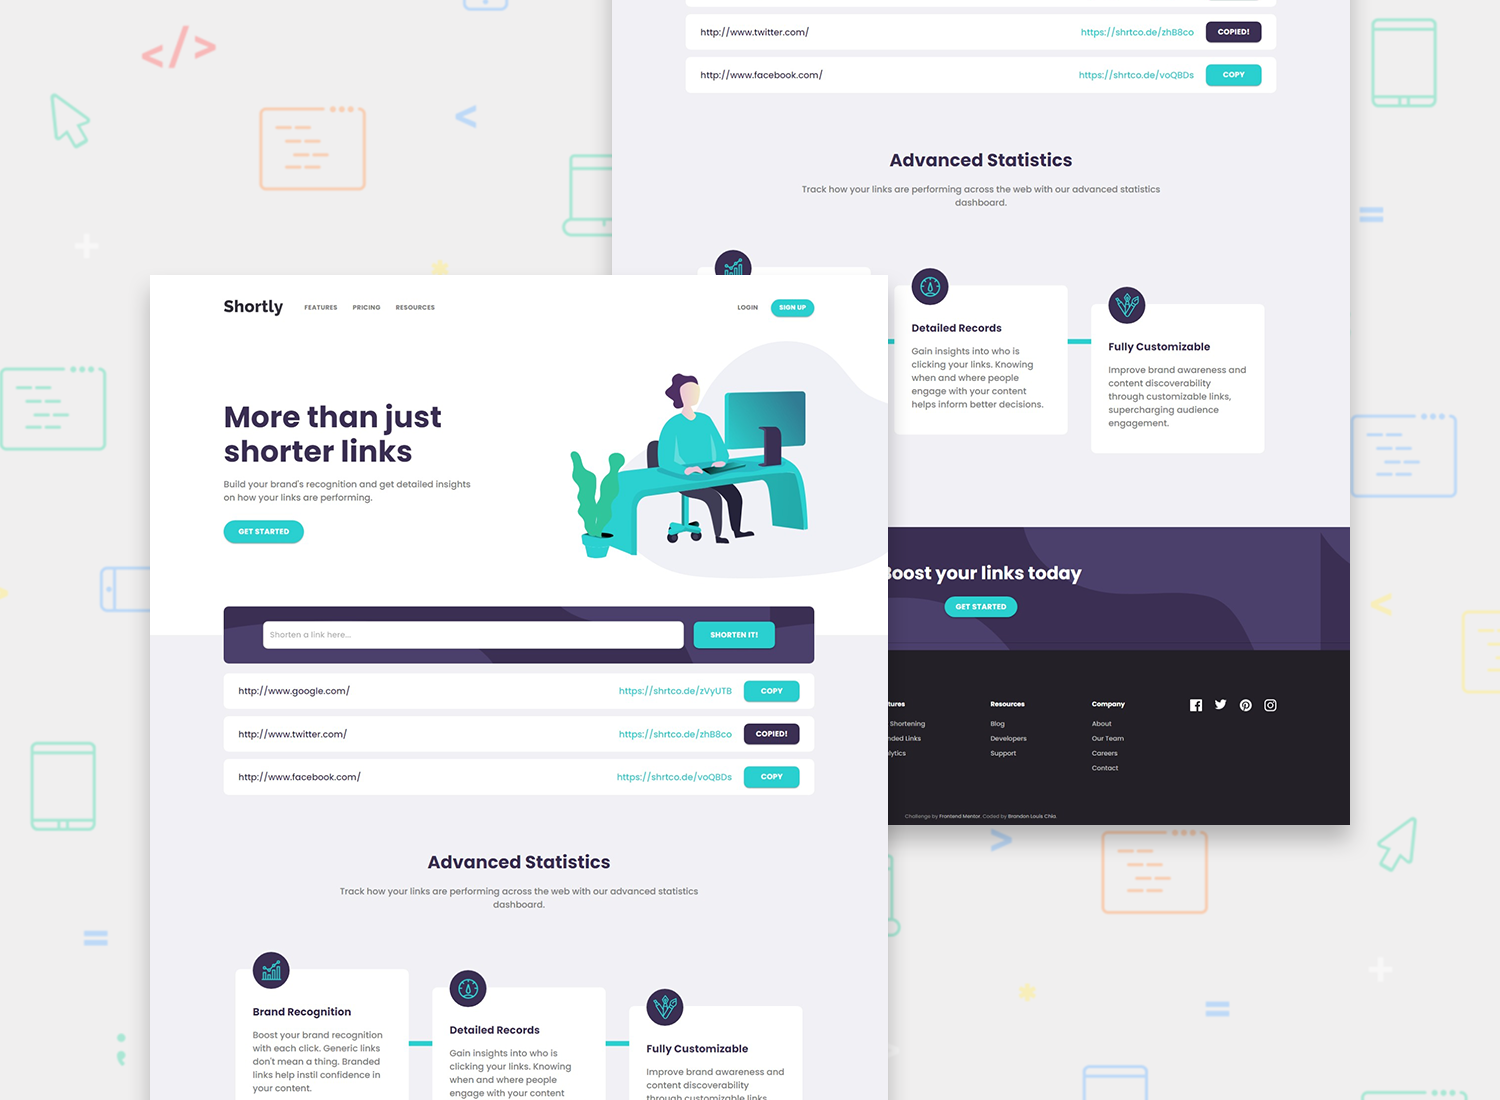 http://www.twitter.com/
https://shrtco.de/zhB8co
COPIED!
http://www.facebook.com/
https://shrtco.de/voQBDs
COPY
Advanced Statistics
Track how your links are performing across the web with our advanced statistics
dashboard.
Detailed Records
Gain insights into who is
clicking your links. Knowing
when and where people
engage with your content
helps inform better decisions.
Fully Customizable
Improve brand awareness and
content discoverability
through customizable links,
supercharging audience
engagement.
Boost your links today
GET STARTED
tures
Shortening
nded Links
lytics
Resources
Blog
Developers
Support
Company
About
Our Team
Careers
Contact
Challenge by Frontend Mentor. Coded by Brandon Louis Chia.
Shortly
FEATURES
PRICING
RESOURCES
LOGIN
SIGN UP
More than just
shorter links
Build your brand's recognition and get detailed insights
on how your links are performing.
GET STARTED
Shorten a link here...
SHORTEN IT!
http://www.google.com/
https://shrtco.de/zVyUTB
COPY
http://www.twitter.com/
https://shrtco.de/zhB8co
COPIED!
http://www.facebook.com/
https://shrtco.de/voQBDs
COPY
Advanced Statistics
Track how your links are performing across the web with our advanced statistics
dashboard.
Brand Recognition
Boost your brand recognition
with each click. Generic links
don't mean a thing. Branded
links help instil confidence in
your content.
Detailed Records
Gain insights into who is
clicking your links. Knowing
when and where people
engage with your content
Fully Customizable
Improve brand awareness and
content discoverability
through customizable links,